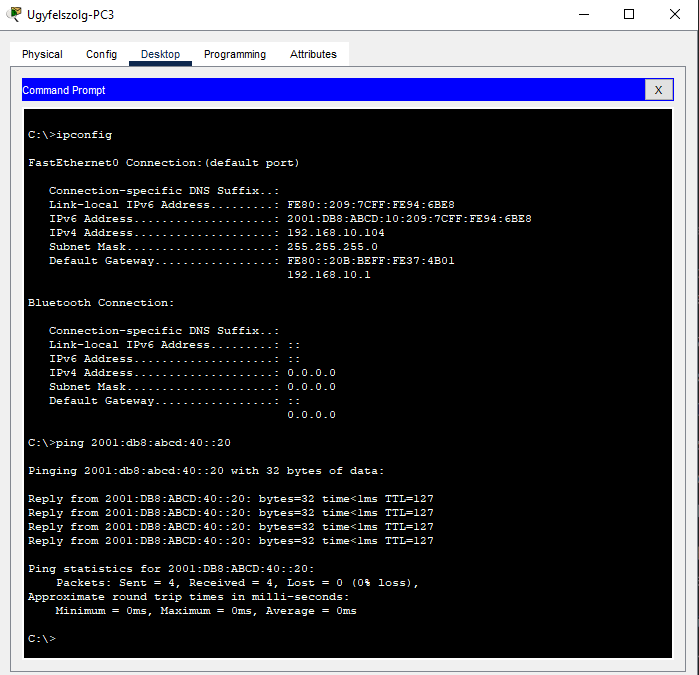 Ugyfelszolg-PC3
Physical Config Desktop Programming Attributes
Command Prompt X
C:\>ipconfig
FastEthernet0 Connection:(default port)
Connection-specific DNS Suffix..:
Link-local IPv6 Address.........: FE80::209:7CFF:FE94:6BE8
IPv6 Address....................: 2001:DB8:ABCD:10:209:7CFF:FE94:6BE8
IPv4 Address....................: 192.168.10.104
Subnet Mask.....................: 255.255.255.0
Default Gateway.................: FE80::20B:BEFF:FE37:4B01
192.168.10.1
Bluetooth Connection:
Connection-specific DNS Suffix..:
Link-local IPv6 Address.........: ::
IPv6 Address....................: ::
IPv4 Address....................: 0.0.0.0
Subnet Mask.....................: 0.0.0.0
Default Gateway.................: ::
0.0.0.0
C:\>ping 2001:db8:abcd:40::20
Pinging 2001:db8:abcd:40::20 with 32 bytes of data:
Reply from 2001:DB8:ABCD:40::20: bytes=32 time<1ms TTL=127
Reply from 2001:DB8:ABCD:40::20: bytes=32 time<1ms TTL=127
Reply from 2001:DB8:ABCD:40::20: bytes=32 time<1ms TTL=127
Reply from 2001:DB8:ABCD:40::20: bytes=32 time<1ms TTL=127
Ping statistics for 2001:DB8:ABCD:40::20:
Packets: Sent = 4, Received = 4, Lost = 0 (0% loss),
Approximate round trip times in milli-seconds:
Minimum = 0ms, Maximum = 0ms, Average = 0ms
C:\>